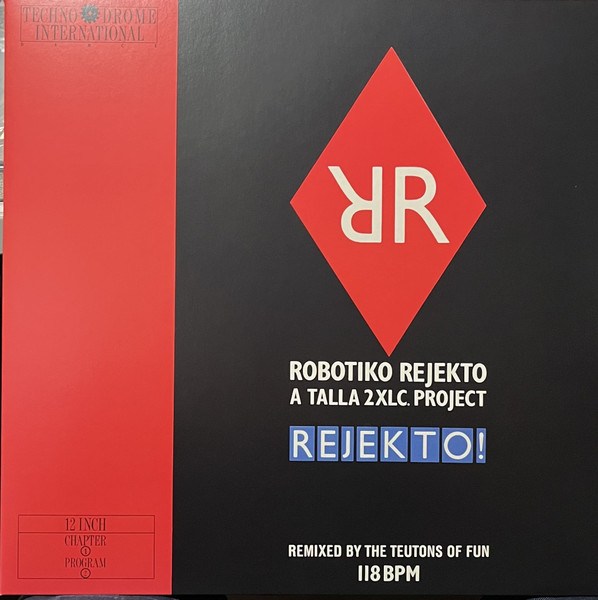 TECHNO DROME
INTERNATIONAL
RR
ROBOTIKO REJEKTO
A TALLA 2XLC. PROJECT
REJEKTO!
12 INCH
CHAPTER
PROGRAM
REMIXED BY THE TEUTONS OF FUN
118 BPM